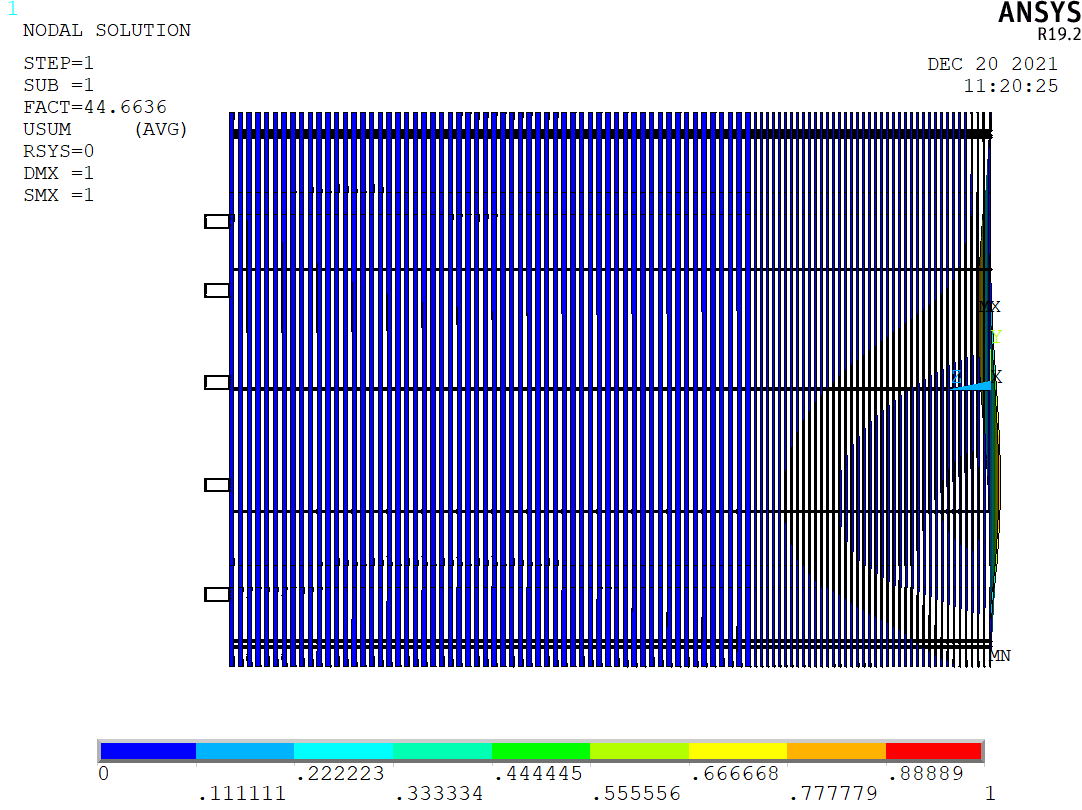 1
ANSYS
R19.2
NODAL SOLUTION
STEP=1
SUB =1
FACT=44.6636
USUM (AVG)
RSYS=0
DMX =1
SMX =1
DEC 20 2021
11:20:25
MX
Y
Z X
MN
0 .222223 .444445 .666668 .88889
.111111 .333334 .555556 .777779 1